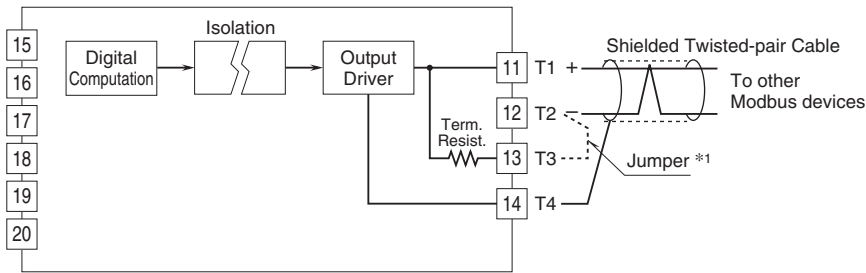 Isolation
15
16
17
18
19
20
Digital
Computation
Output
Driver
Term.
Resist.
11 T1 +
12 T2 −
13 T3
14 T4
Shielded Twisted-pair Cable
To other
Modbus devices
Jumper *1